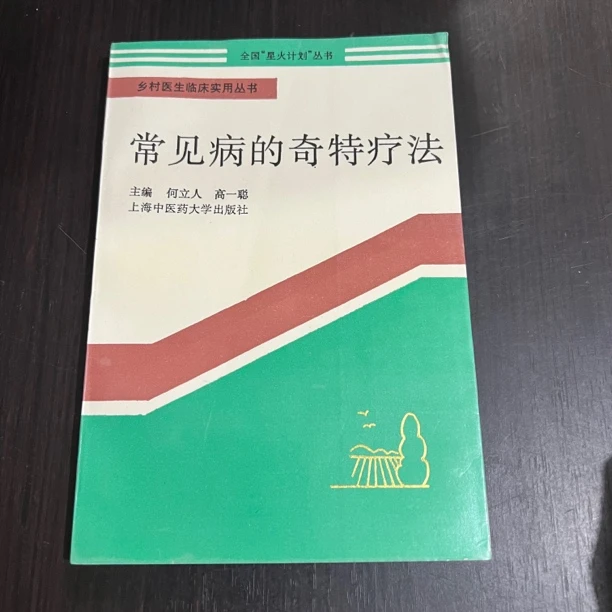 全国“星火计划”丛书
乡村医生临床实用丛书
常见病的奇特疗法
主编 何立人 高一聪
上海中医药大学出版社